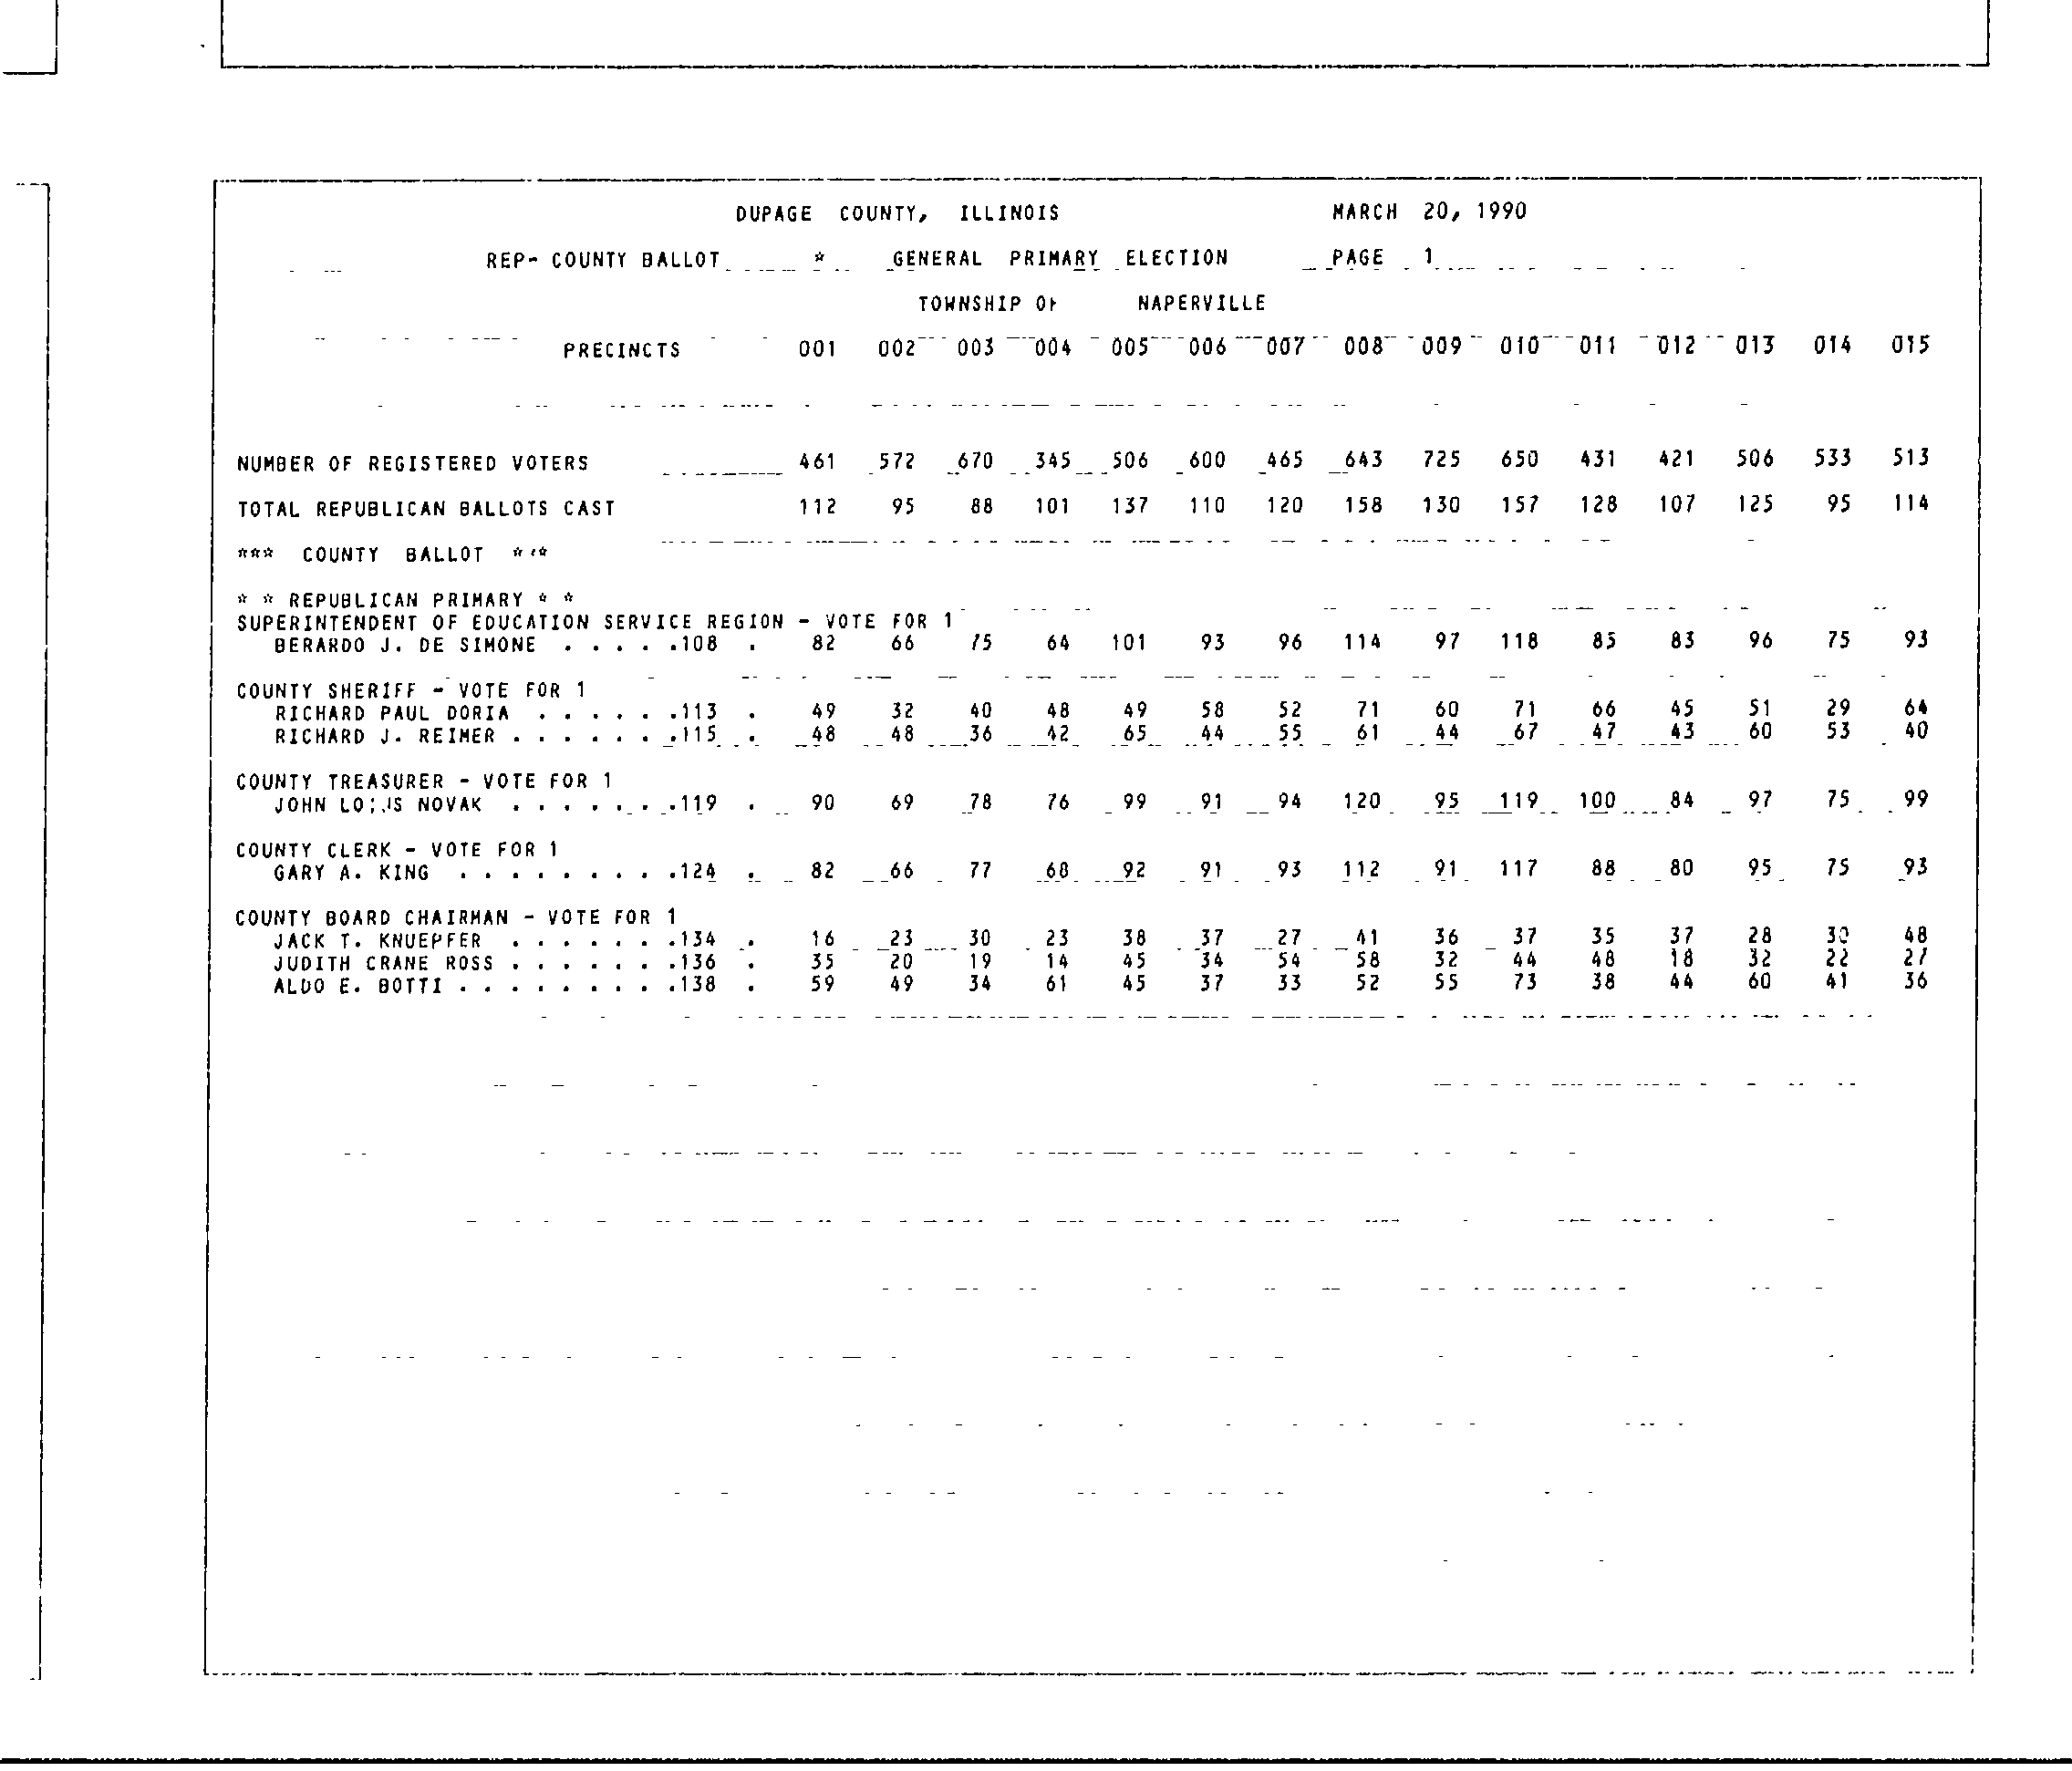 DUPAGE COUNTY, ILLINOIS MARCH 20, 1990
REP- COUNTY BALLOT * GENERAL PRIMARY ELECTION PAGE 1
TOWNSHIP OF NAPERVILLE
PRECINCTS 001 002 003 004 005 006 007 008 009 010 011 012 013 014 015
NUMBER OF REGISTERED VOTERS 461 572 670 345 506 600 465 643 725 650 431 421 506 533 513
TOTAL REPUBLICAN BALLOTS CAST 112 95 88 101 137 110 120 158 130 157 128 107 125 95 114
*** COUNTY BALLOT ***
* * REPUBLICAN PRIMARY * *
SUPERINTENDENT OF EDUCATION SERVICE REGION - VOTE FOR 1
BERARDO J. DE SIMONE . . . . .108 . 82 66 75 64 101 93 96 114 97 118 85 83 96 75 93
COUNTY SHERIFF - VOTE FOR 1
RICHARD PAUL DORIA . . . . . .113 . 49 32 40 48 49 58 52 71 60 71 66 45 51 29 64
RICHARD J. REIMER . . . . . . .115 . 48 48 36 42 65 44 55 61 44 67 47 43 60 53 40
COUNTY TREASURER - VOTE FOR 1
JOHN NOVAK . . . . . . .119 . 90 69 78 76 99 91 94 120 95 119 100 84 97 75 99
COUNTY CLERK - VOTE FOR 1
GARY A. KING . . . . . . . . .124 . 82 66 77 68 92 91 93 112 91 117 88 80 95 75 93
COUNTY BOARD CHAIRMAN - VOTE FOR 1
JACK T. KNUEPFER . . . . . . .134 . 16 23 30 23 38 37 27 41 36 37 35 37 28 30 48
JUDITH CRANE ROSS . . . . . . .136 . 35 20 19 14 45 34 54 58 32 44 48 18 32 22 27
ALDO E. BOTTI . . . . . . . . .138 . 59 49 34 61 45 37 33 52 55 73 38 44 60 41 36